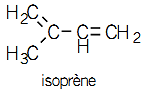 H₂C
C C CH₂
H₃C H
isoprène